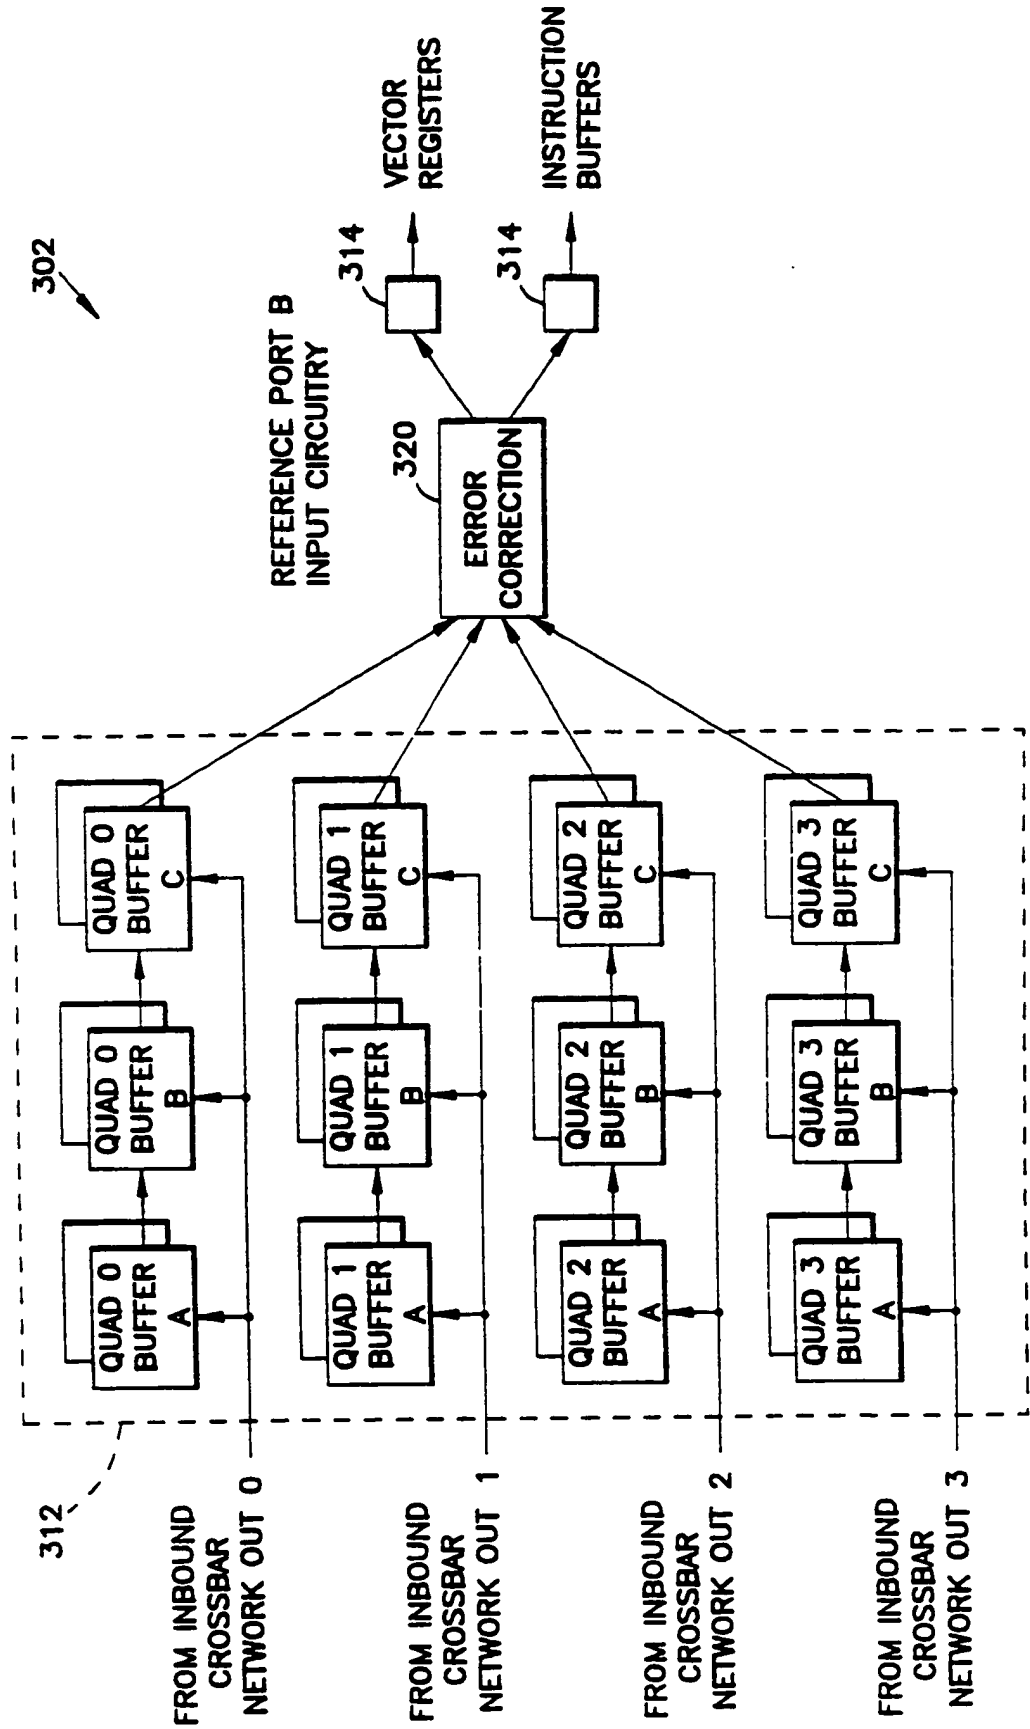 302
REFERENCE PORT B
INPUT CIRCUITRY
312
FROM INBOUND
CROSSBAR
NETWORK OUT 0
QUAD 0
BUFFER
A
QUAD 0
BUFFER
B
QUAD 0
BUFFER
C
FROM INBOUND
CROSSBAR
NETWORK OUT 1
QUAD 1
BUFFER
A
QUAD 1
BUFFER
B
QUAD 1
BUFFER
C
FROM INBOUND
CROSSBAR
NETWORK OUT 2
QUAD 2
BUFFER
A
QUAD 2
BUFFER
B
QUAD 2
BUFFER
C
FROM INBOUND
CROSSBAR
NETWORK OUT 3
QUAD 3
BUFFER
A
QUAD 3
BUFFER
B
QUAD 3
BUFFER
C
320
ERROR
CORRECTION
314
VECTOR
REGISTERS
314
INSTRUCTION
BUFFERS